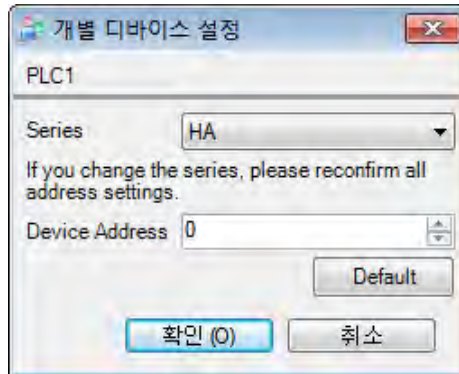 개별 디바이스 설정
PLC1
Series HA
If you change the series, please reconfirm all
address settings.
Device Address 0
Default
확인 (O) 취소